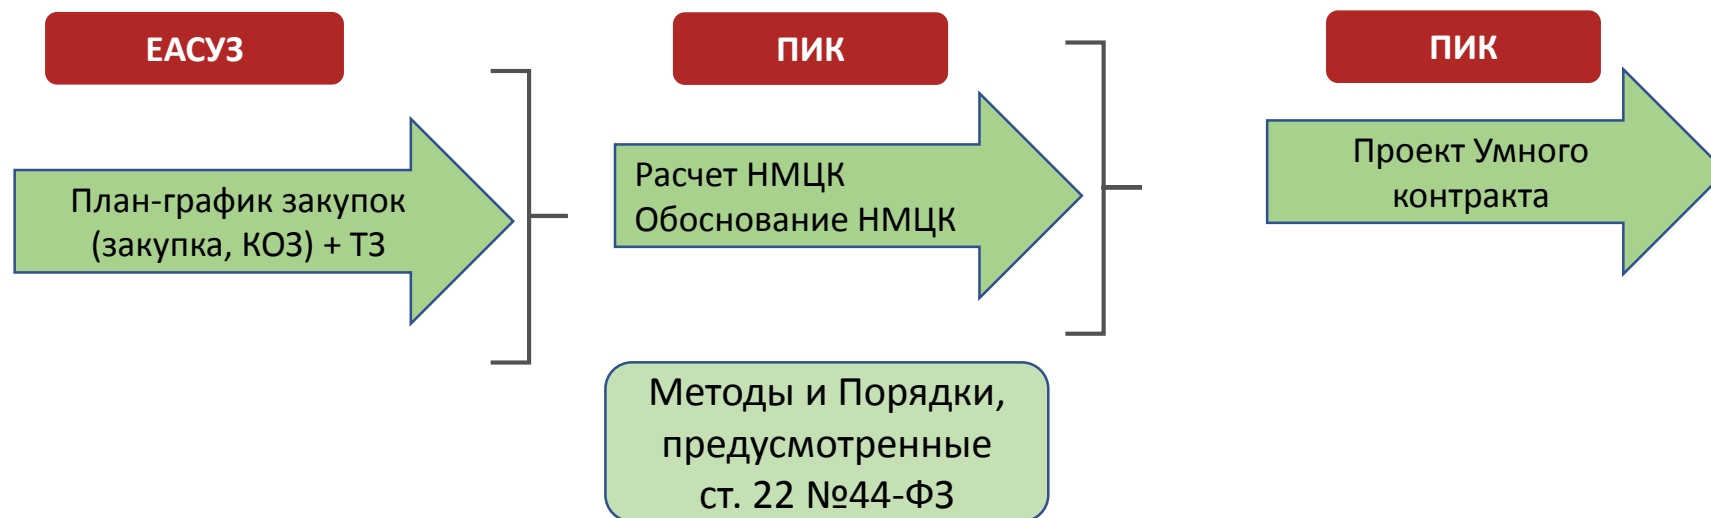 ЕАСУЗ
План-график закупок
(закупка, КОЗ) + ТЗ
ПИК
Расчет НМЦК
Обоснование НМЦК
Методы и Порядки,
предусмотренные
ст. 22 №44-ФЗ
ПИК
Проект Умного
контракта